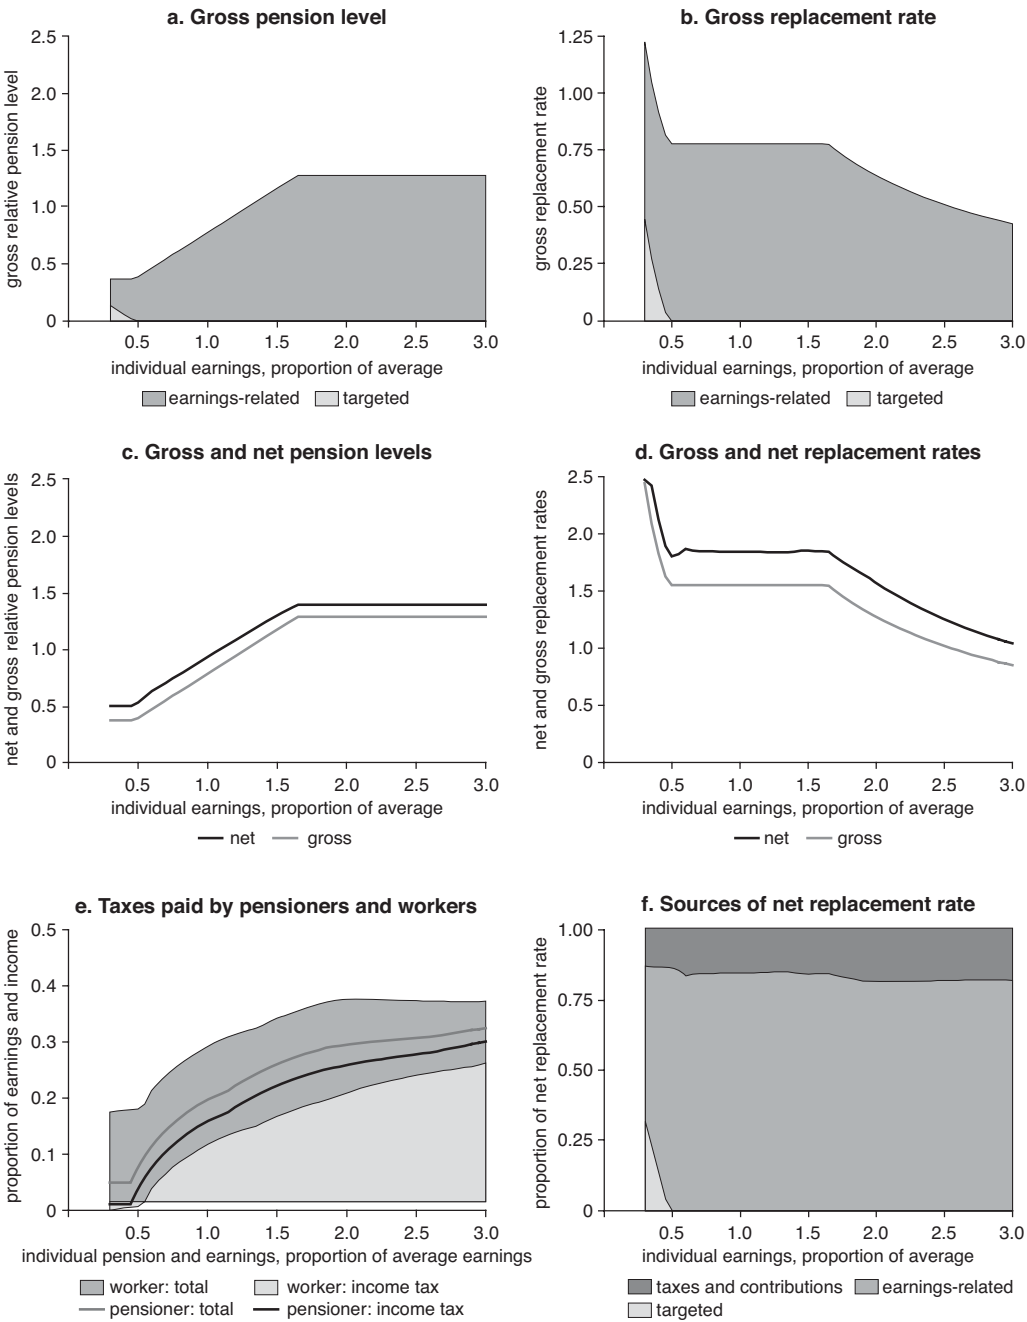 a. Gross pension level
gross relative pension level
2.5
2.0
1.5
1.0
0.5
0
0.5 1.0 1.5 2.0 2.5 3.0
individual earnings, proportion of average
earnings-related targeted
b. Gross replacement rate
gross replacement rate
1.25
1.00
0.75
0.50
0.25
0
0.5 1.0 1.5 2.0 2.5 3.0
individual earnings, proportion of average
earnings-related targeted
c. Gross and net pension levels
net and gross relative pension levels
2.5
2.0
1.5
1.0
0.5
0
0.5 1.0 1.5 2.0 2.5 3.0
individual earnings, proportion of average
net gross
d. Gross and net replacement rates
net and gross replacement rates
2.5
2.0
1.5
1.0
0.5
0
0.5 1.0 1.5 2.0 2.5 3.0
individual earnings, proportion of average
net gross
e. Taxes paid by pensioners and workers
proportion of earnings and income
0.5
0.4
0.3
0.2
0.1
0
0.5 1.0 1.5 2.0 2.5 3.0
individual pension and earnings, proportion of average earnings
worker: total worker: income tax
pensioner: total pensioner: income tax
f. Sources of net replacement rate
proportion of net replacement rate
1.00
0.75
0.50
0.25
0
0.5 1.0 1.5 2.0 2.5 3.0
individual earnings, proportion of average
taxes and contributions earnings-related
targeted